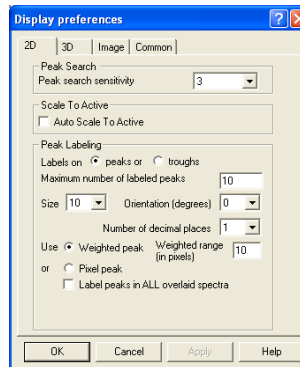 Display preferences
2D 3D Image Common
Peak Search
Peak search sensitivity 3
Scale To Active
Auto Scale To Active
Peak Labeling
Labels on peaks or troughs
Maximum number of labeled peaks 10
Size 10 Orientation (degrees) 0
Number of decimal places 1
Use Weighted peak Weighted range (in pixels) 10
or Pixel peak
Label peaks in ALL overlaid spectra
OK Cancel Apply Help